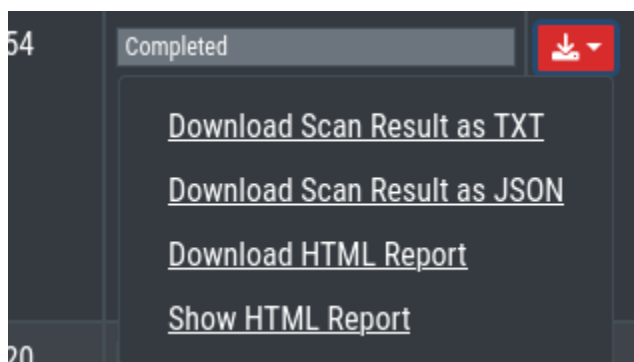 54
Completed
Download Scan Result as TXT
Download Scan Result as JSON
Download HTML Report
Show HTML Report
20